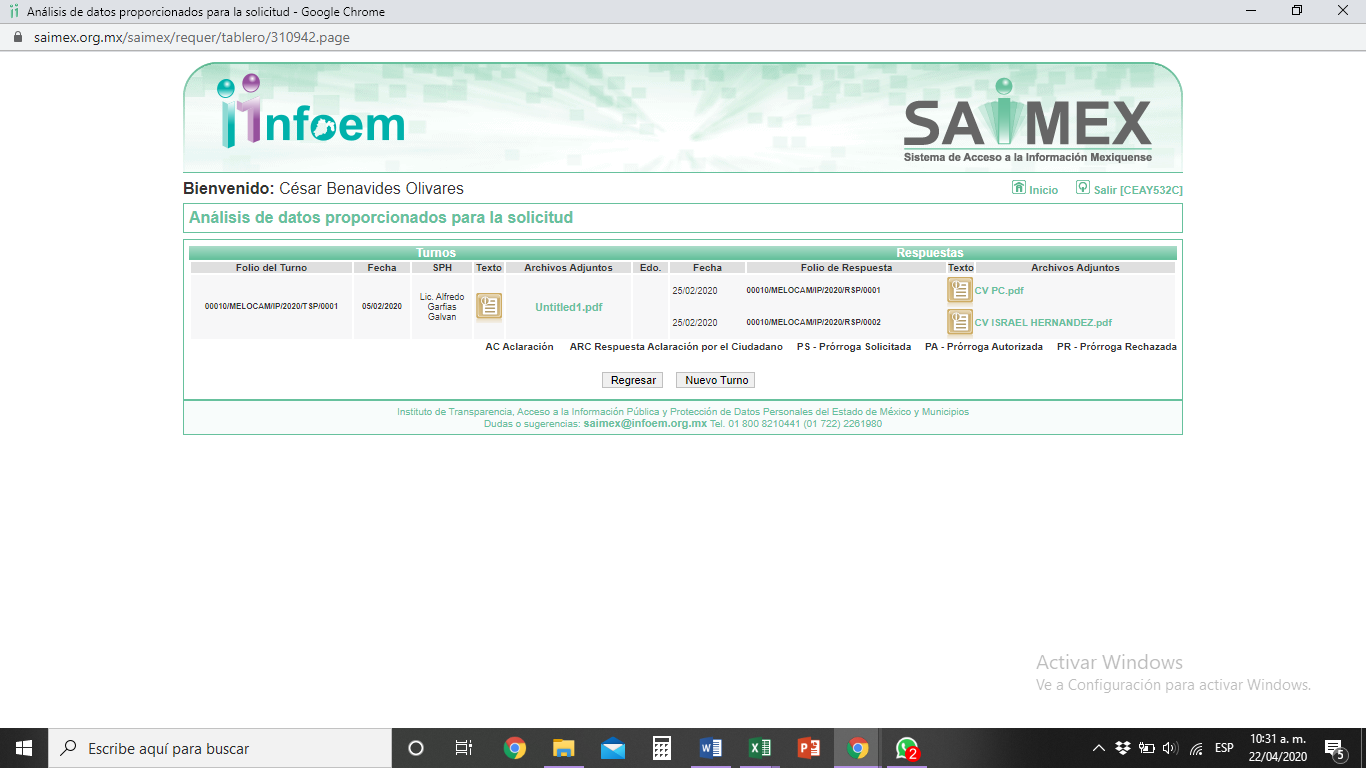 Análisis de datos proporcionados para la solicitud - Google Chrome
saimex.org.mx/saimex/requer/tablero/310942.page
infoem
SAIMEX
Sistema de Acceso a la Información Mexiquense
Bienvenido: César Benavides Olivares
Inicio Salir [CEAY532C]
Análisis de datos proporcionados para la solicitud
Turnos Respuestas
Folio del Turno Fecha SPH Texto Archivos Adjuntos Edo. Fecha Folio de Respuesta Texto Archivos Adjuntos
00010/MELOCAM/IP/2020/TSP/0001 05/02/2020 Lic. Alfredo Garfias Galvan Untitled1.pdf
25/02/2020 00010/MELOCAM/IP/2020/RSP/0001 CV PC.pdf
25/02/2020 00010/MELOCAM/IP/2020/RSP/0002 CV ISRAEL HERNANDEZ.pdf
AC Aclaración ARC Respuesta Aclaración por el Ciudadano PS - Prórroga Solicitada PA - Prórroga Autorizada PR - Prórroga Rechazada
Regresar Nuevo Turno
Instituto de Transparencia, Acceso a la Información Pública y Protección de Datos Personales del Estado de México y Municipios
Dudas o sugerencias: saimex@infoem.org.mx Tel. 01 800 8210441 (01 722) 2261980
Activar Windows
Ve a Configuración para activar Windows.
Escribe aquí para buscar
2
ESP
10:31 a. m.
22/04/2020
5